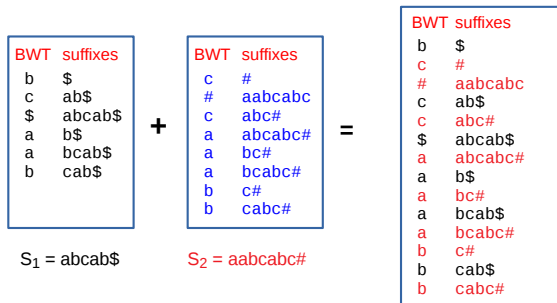 BWT suffixes
b $
c ab$
$ abcab$
a b$
a bcab$
b cab$
S1 = abcab$
+
BWT suffixes
c #
# aabcabc
c abc#
a abcabc#
a bc#
a bcabc#
b c#
b cabc#
S2 = aabcabc#
=
BWT suffixes
b $
c #
# aabcabc
c ab$
c abc#
$ abcab$
a abcabc#
a b$
a bc#
a bcab$
a bcabc#
b c#
b cab$
b cabc#